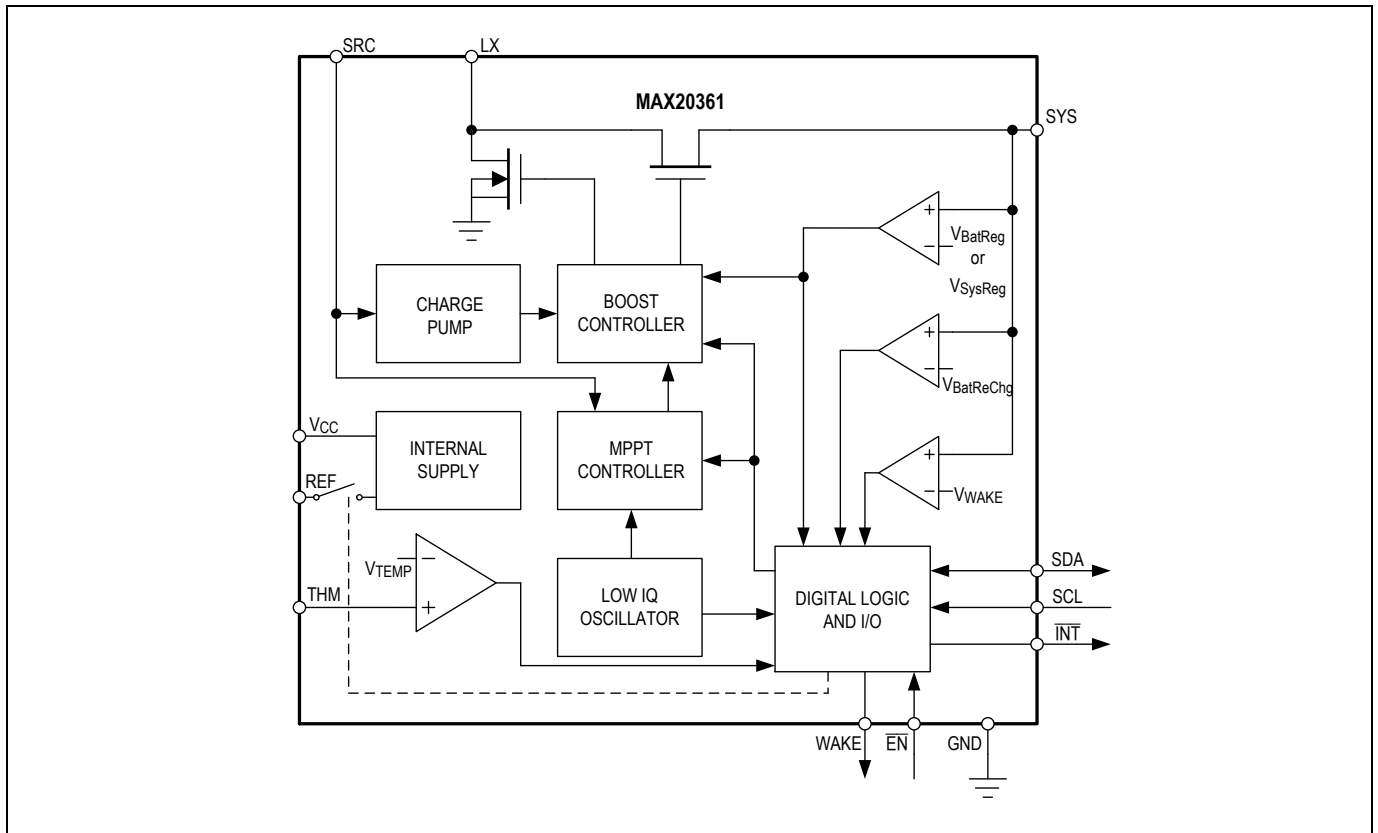 SRC
LX
MAX20361
SYS
VBatReg
or
VSysReg
CHARGE
PUMP
BOOST
CONTROLLER
VBatReChg
VCC
INTERNAL
SUPPLY
MPPT
CONTROLLER
REF
VWAKE
VTEMP
THM
LOW IQ
OSCILLATOR
DIGITAL LOGIC
AND I/O
SDA
SCL
INT
WAKE
EN
GND